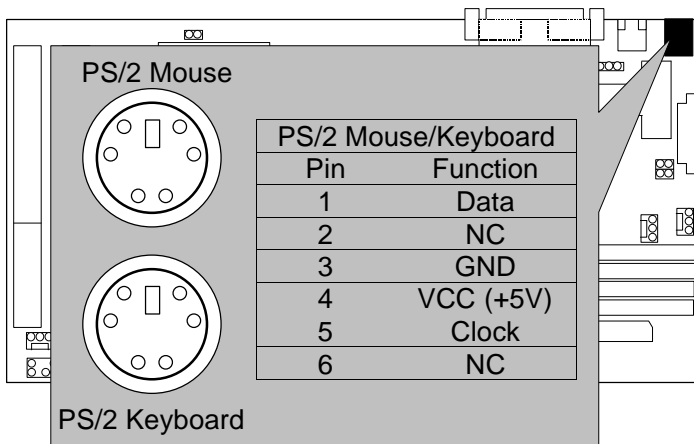 PS/2 Mouse
PS/2 Mouse/Keyboard
Pin Function
1 Data
2 NC
3 GND
4 VCC (+5V)
5 Clock
6 NC
PS/2 Keyboard